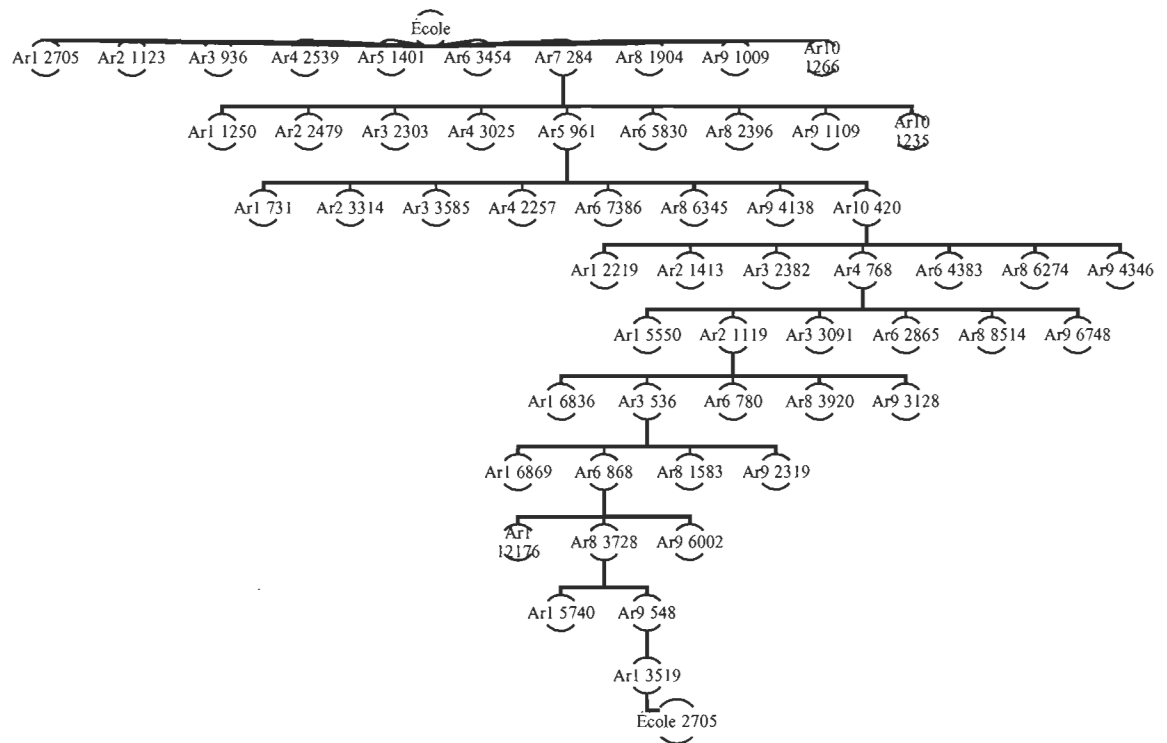 École
Ar1 2705 Ar2 1123 Ar3 936 Ar4 2539 Ar5 1401 Ar6 3454 Ar7 284 Ar8 1904 Ar9 1009 Ar10
1266
Ar1 1250 Ar2 2479 Ar3 2303 Ar4 3025 Ar5 961 Ar6 5830 Ar8 2396 Ar9 1109 Ar10
1235
Ar1 731 Ar2 3314 Ar3 3585 Ar4 2257 Ar6 7386 Ar8 6345 Ar9 4138 Ar10 420
Ar1 2219 Ar2 1413 Ar3 2382 Ar4 768 Ar6 4383 Ar8 6274 Ar9 4346
Ar1 5550 Ar2 1119 Ar3 3091 Ar6 2865 Ar8 8514 Ar9 6748
Ar1 6836 Ar3 536 Ar6 780 Ar8 3920 Ar9 3128
Ar1 6869 Ar6 868 Ar8 1583 Ar9 2319
Ar1
12176 Ar8 3728 Ar9 6002
Ar1 5740 Ar9 548
Ar1 3519
École 2705